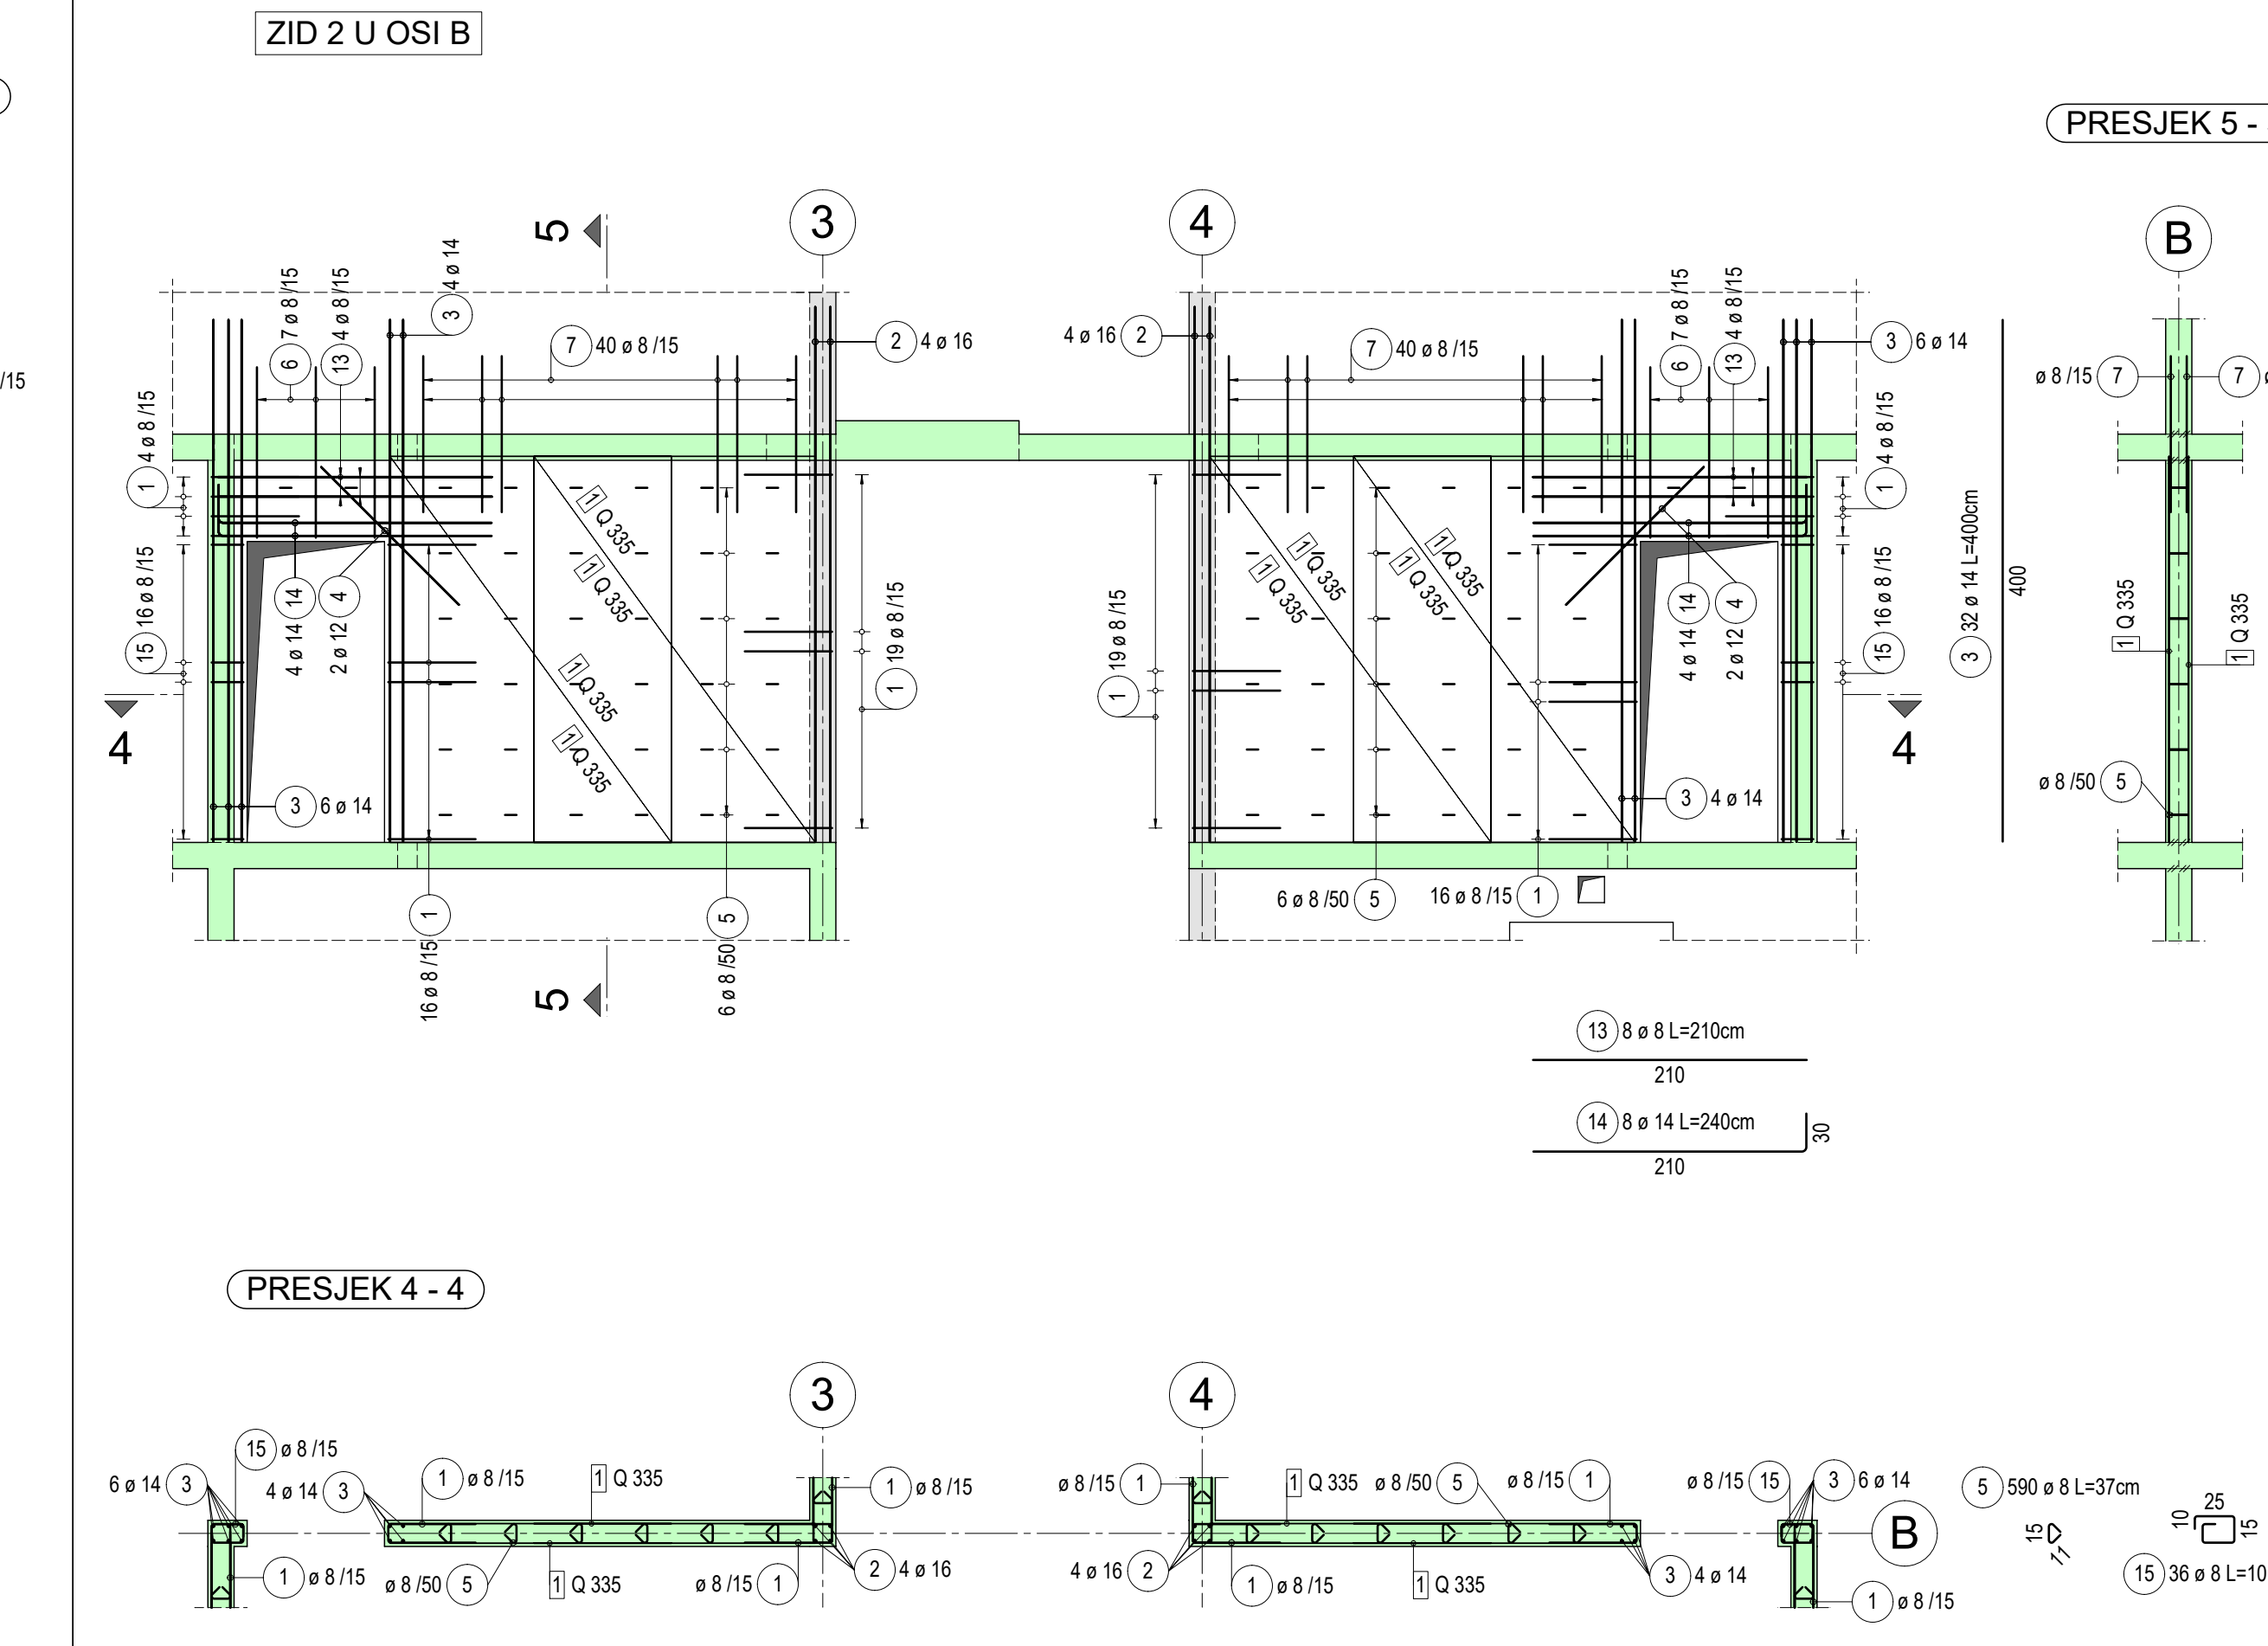 ZID 2 U OSI B
PRESJEK 5 -
/15
5
3
4
B
6 7 ø 8 /15
13 4 ø 8 /15
3 4 ø 14
7 40 ø 8 /15
2 4 ø 16
4 ø 16 2
7 40 ø 8 /15
6 7 ø 8 /15
13 4 ø 8 /15
3 6 ø 14
ø 8 /15 7
7
1 4 ø 8 /15
1 4 ø 8 /15
15 16 ø 8 /15
14 4 ø 14
4 2 ø 12
1 Q 335
1 Q 335
1 Q 335
1 Q 335
1 19 ø 8 /15
1 19 ø 8 /15
1 Q 335
1 Q 335
1 Q 335
1 Q 335
14 4 ø 14
4 2 ø 12
15 16 ø 8 /15
3 32 ø 14 L=400cm
400
1 Q 335
1 Q 335
4
4
3 6 ø 14
3 4 ø 14
ø 8 /50 5
1 16 ø 8 /15
5 6 ø 8 /50
6 ø 8 /50 5
16 ø 8 /15 1
5
13 8 ø 8 L=210cm
210
14 8 ø 14 L=240cm
30
210
PRESJEK 4 - 4
3
4
15 ø 8 /15
6 ø 14 3
4 ø 14 3
1 ø 8 /15
1 Q 335
1 ø 8 /15
ø 8 /15 1
1 Q 335
ø 8 /50 5
ø 8 /15 1
ø 8 /15 15
3 6 ø 14
B
5 590 ø 8 L=37cm
15
11
25
10
15
1 ø 8 /15
ø 8 /50 5
1 Q 335
ø 8 /15 1
2 4 ø 16
4 ø 16 2
1 ø 8 /15
1 Q 335
3 4 ø 14
1 ø 8 /15
15 36 ø 8 L=10